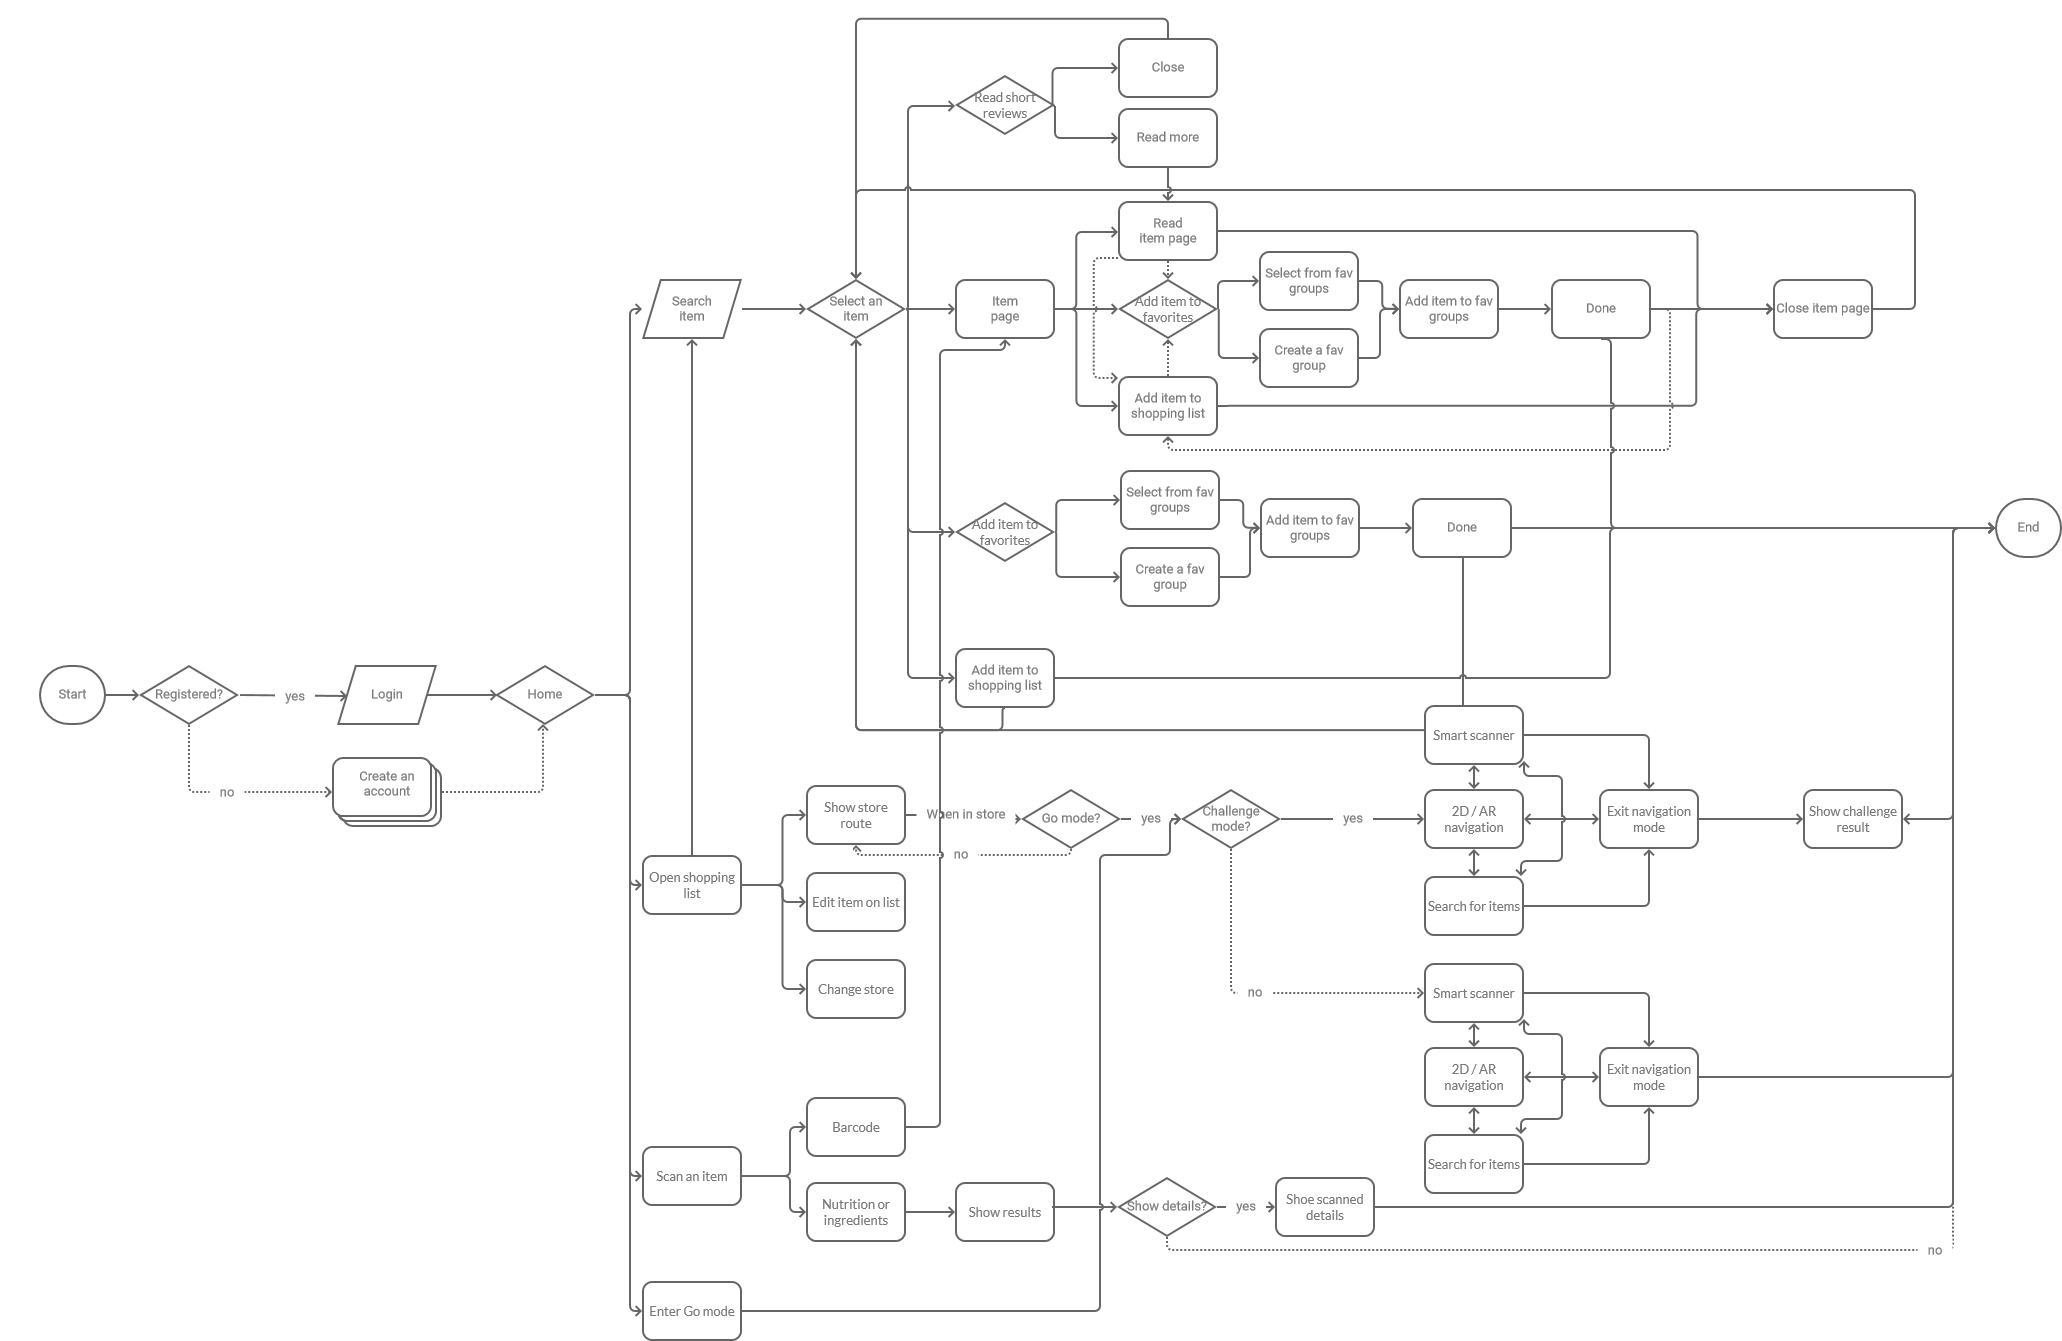 Close
Read short
reviews
Read more
Read
item page
Search
item
Select an
item
Item
page
Add item to
favorites
Select from fav
groups
Create a fav
group
Add item to fav
groups
Done
Close item page
Add item to
shopping list
Add item to
favorites
Select from fav
groups
Create a fav
group
Add item to fav
groups
Done
End
Add item to
shopping list
Start
Registered?
yes
Login
Home
no
Create an
account
Smart scanner
Show store
route
When in store
Go mode?
yes
Challenge
mode?
yes
2D / AR
navigation
Exit navigation
mode
Show challenge
result
no
Open shopping
list
Edit item on list
Search for items
Change store
no
Smart scanner
2D / AR
navigation
Exit navigation
mode
Search for items
Barcode
Scan an item
Nutrition or
ingredients
Show results
Show details?
yes
Shoe scanned
details
no
Enter Go mode